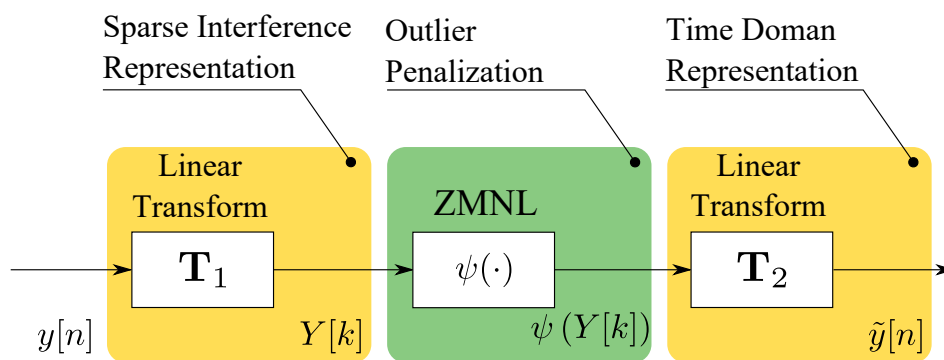 Sparse Interference
Representation
Outlier
Penalization
Time Doman
Representation
Linear
Transform
T₁
ZMNL
ψ(·)
Linear
Transform
T₂
y[n]
Y[k]
ψ (Y[k])
ỹ[n]